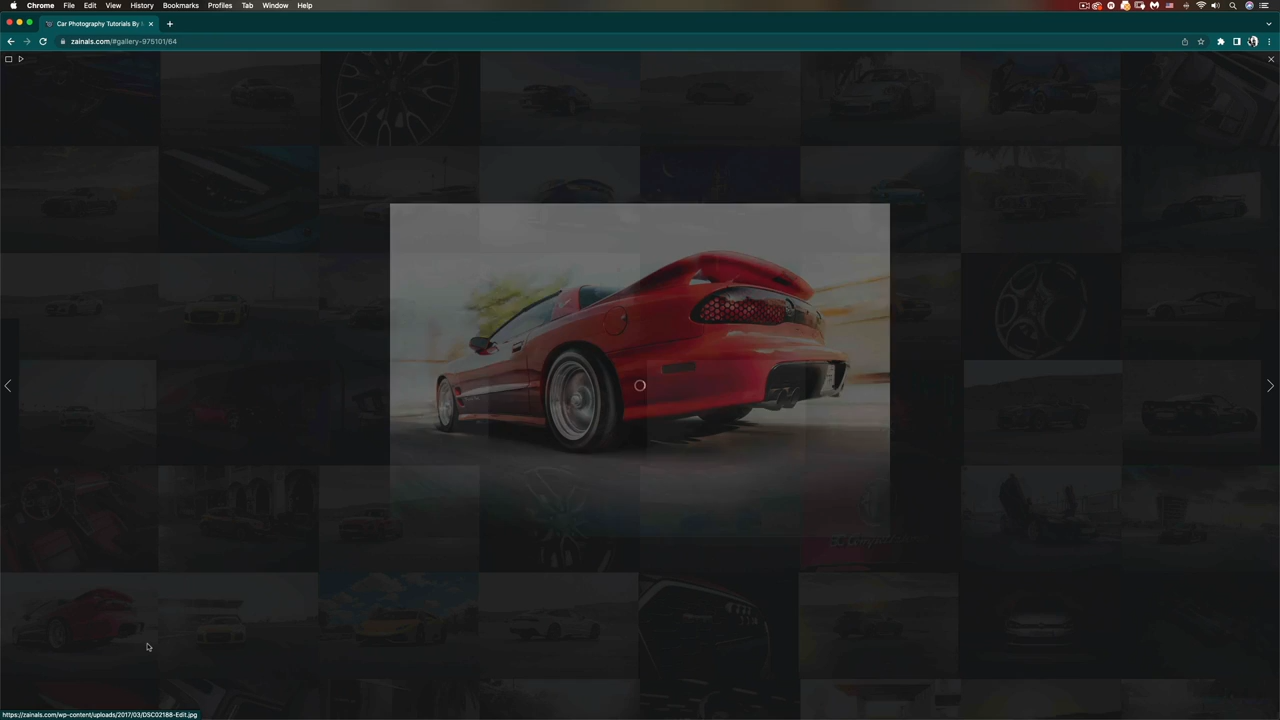 Chrome File Edit View History Bookmarks Profiles Tab Window Help
Car Photography Tutorials By
zainals.com/#gallery-975101/64
https://zainals.com/wp-content/uploads/2017/03/DSC02188-Edit.jpg